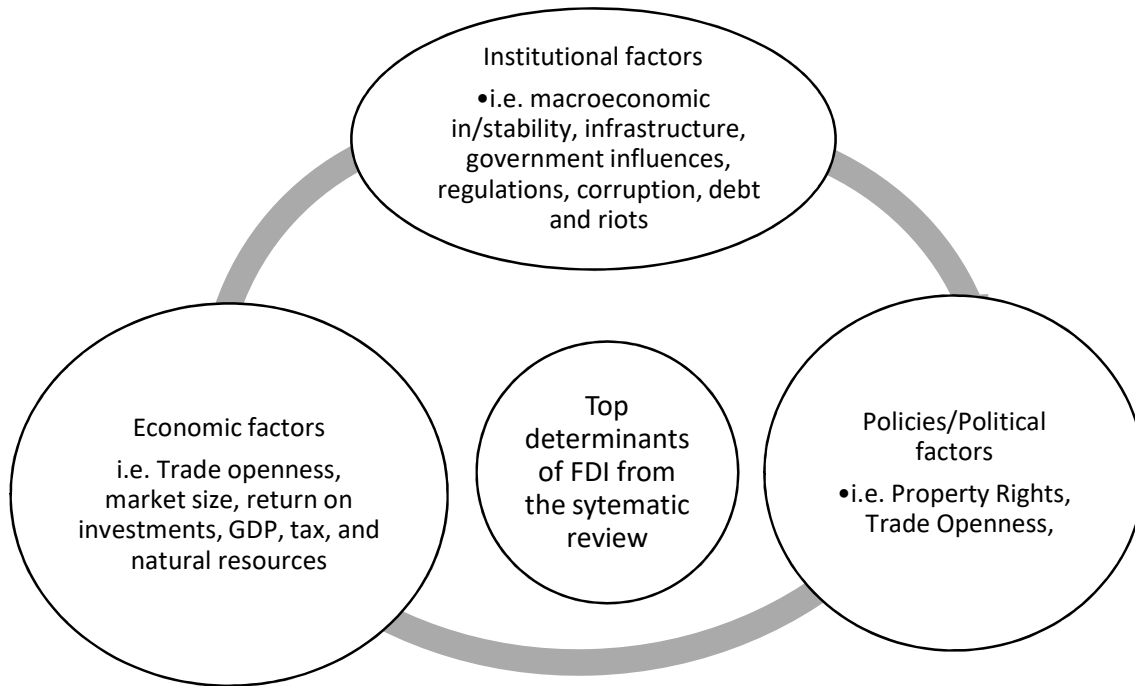 Institutional factors
•i.e. macroeconomic
in/stability, infrastructure,
government influences,
regulations, corruption, debt
and riots
Economic factors
i.e. Trade openness,
market size, return on
investments, GDP, tax, and
natural resources
Top
determinants
of FDI from
the sytematic
review
Policies/Political
factors
•i.e. Property Rights,
Trade Openness,